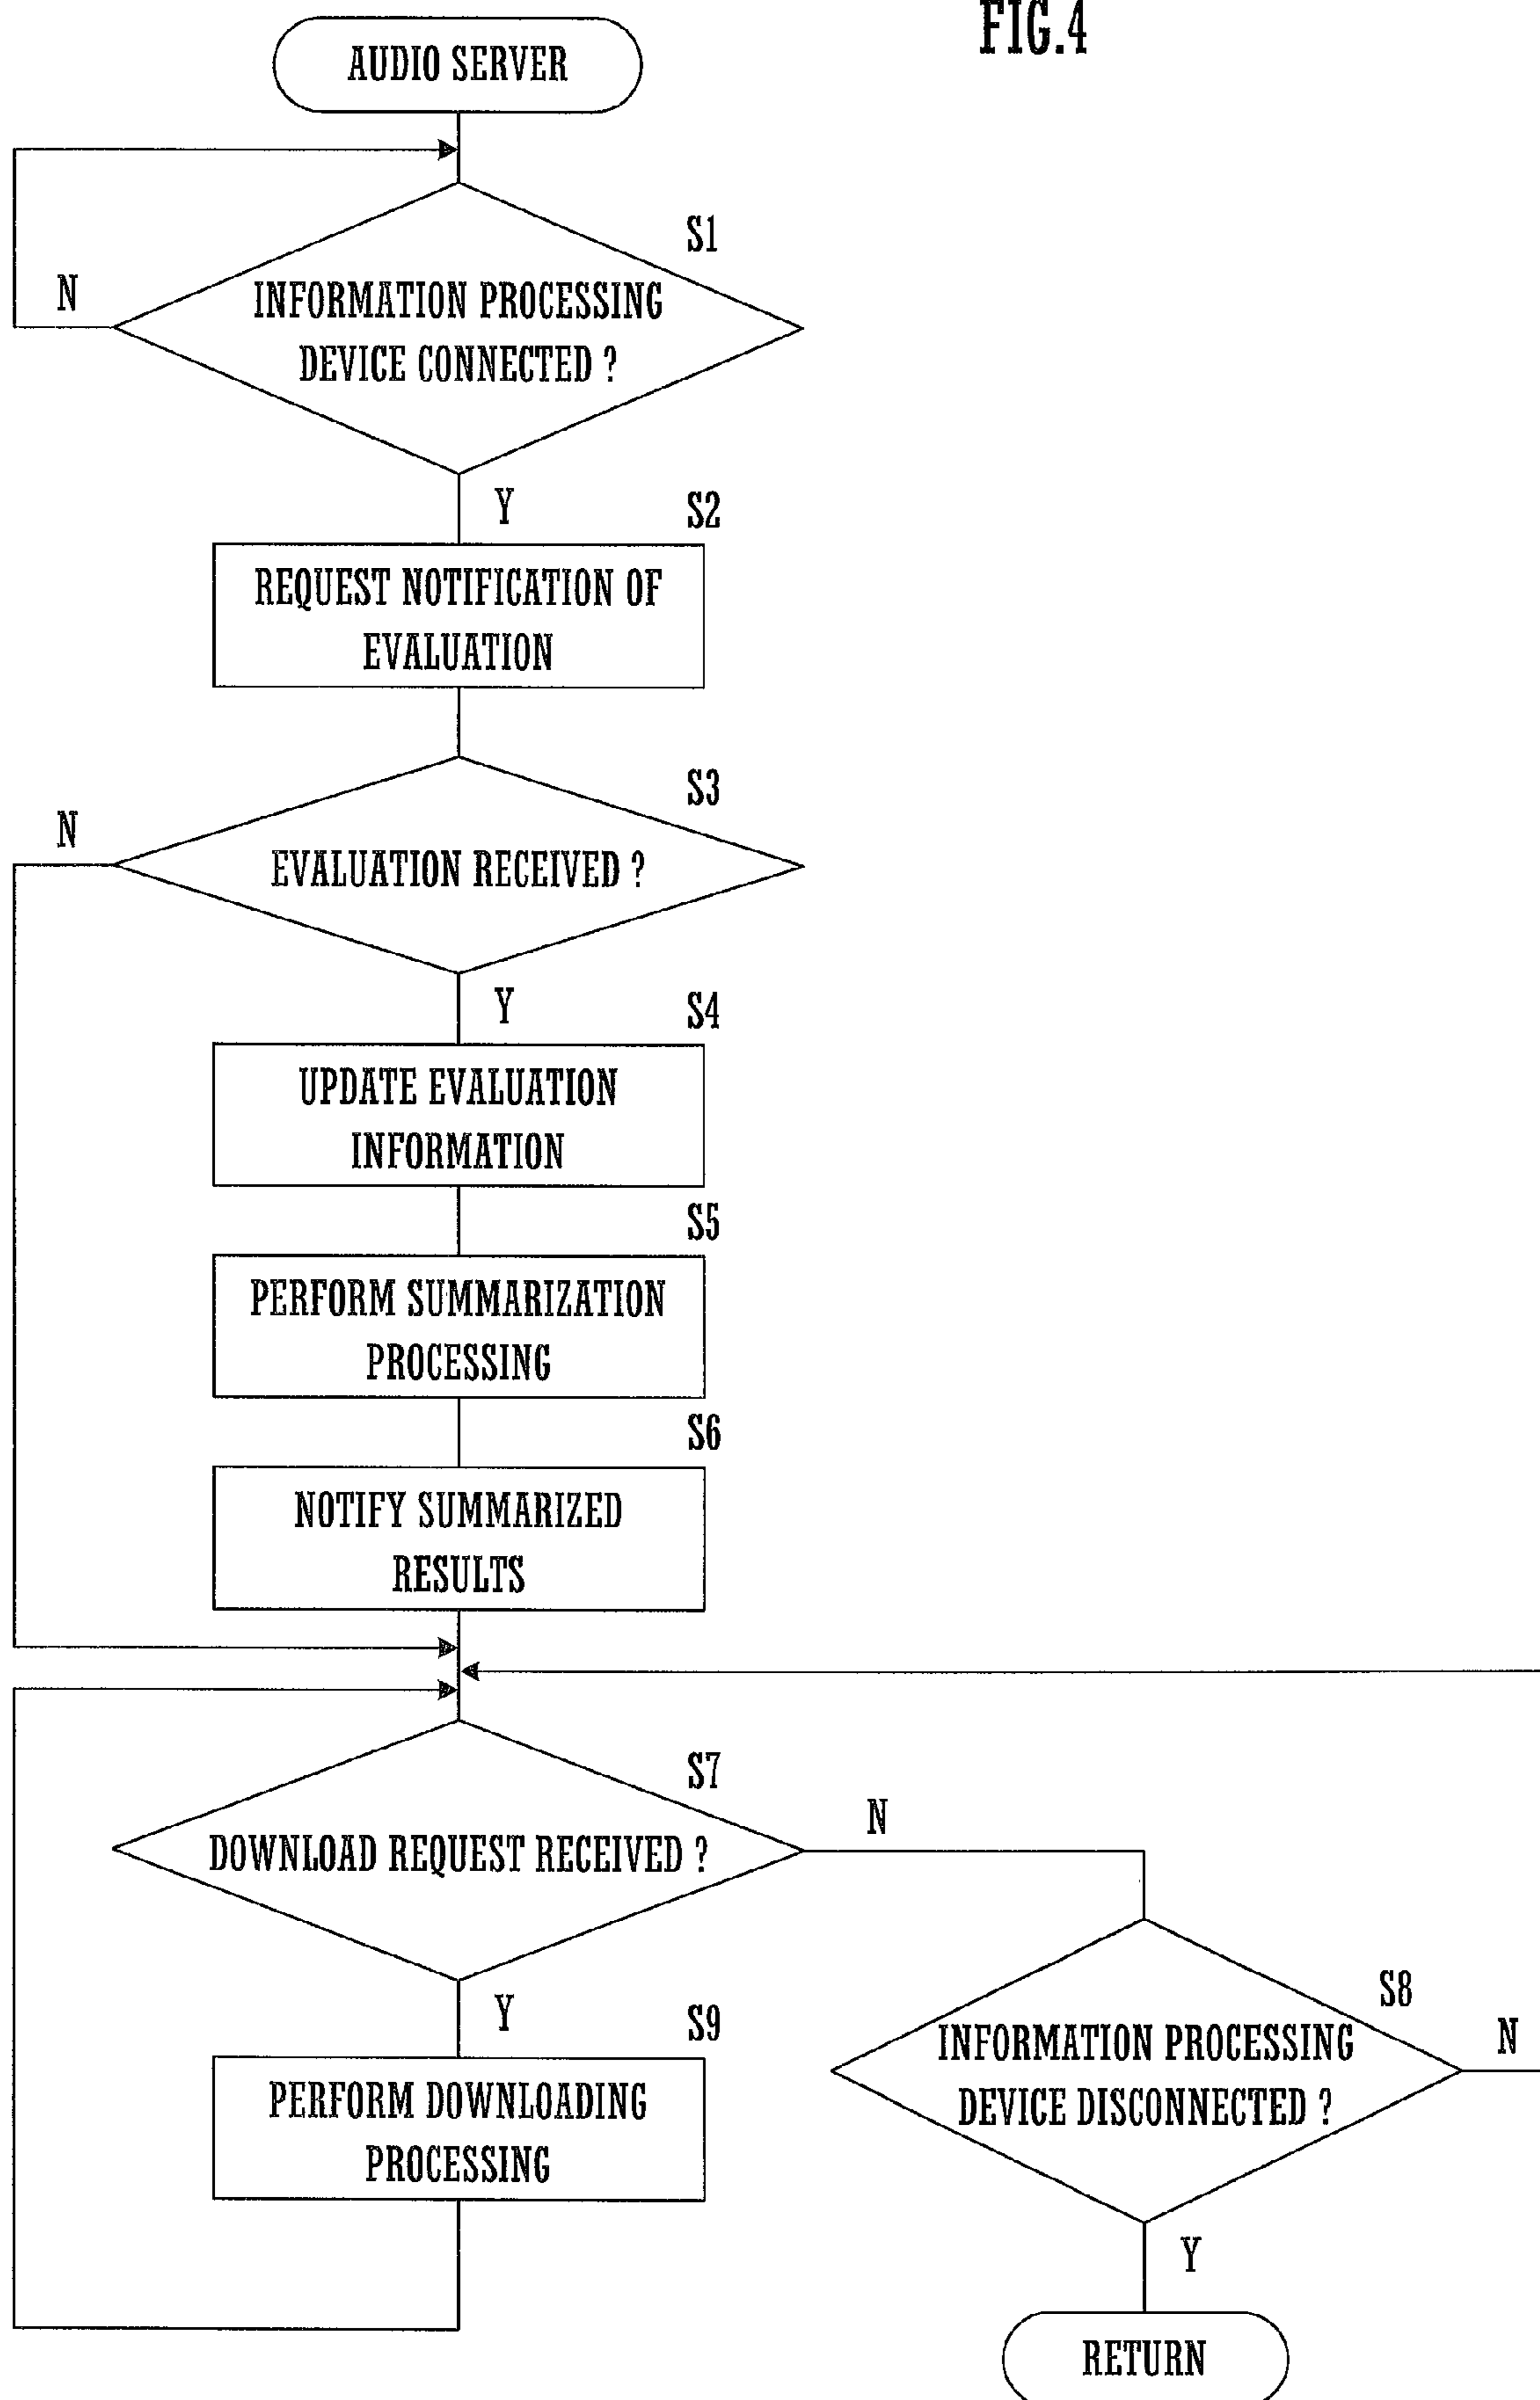 FIG.4
AUDIO SERVER
S1
N
INFORMATION PROCESSING
DEVICE CONNECTED ?
Y
S2
REQUEST NOTIFICATION OF
EVALUATION
S3
N
EVALUATION RECEIVED ?
Y
S4
UPDATE EVALUATION
INFORMATION
S5
PERFORM SUMMARIZATION
PROCESSING
S6
NOTIFY SUMMARIZED
RESULTS
S7
N
DOWNLOAD REQUEST RECEIVED ?
Y
S9
PERFORM DOWNLOADING
PROCESSING
S8
N
INFORMATION PROCESSING
DEVICE DISCONNECTED ?
Y
RETURN